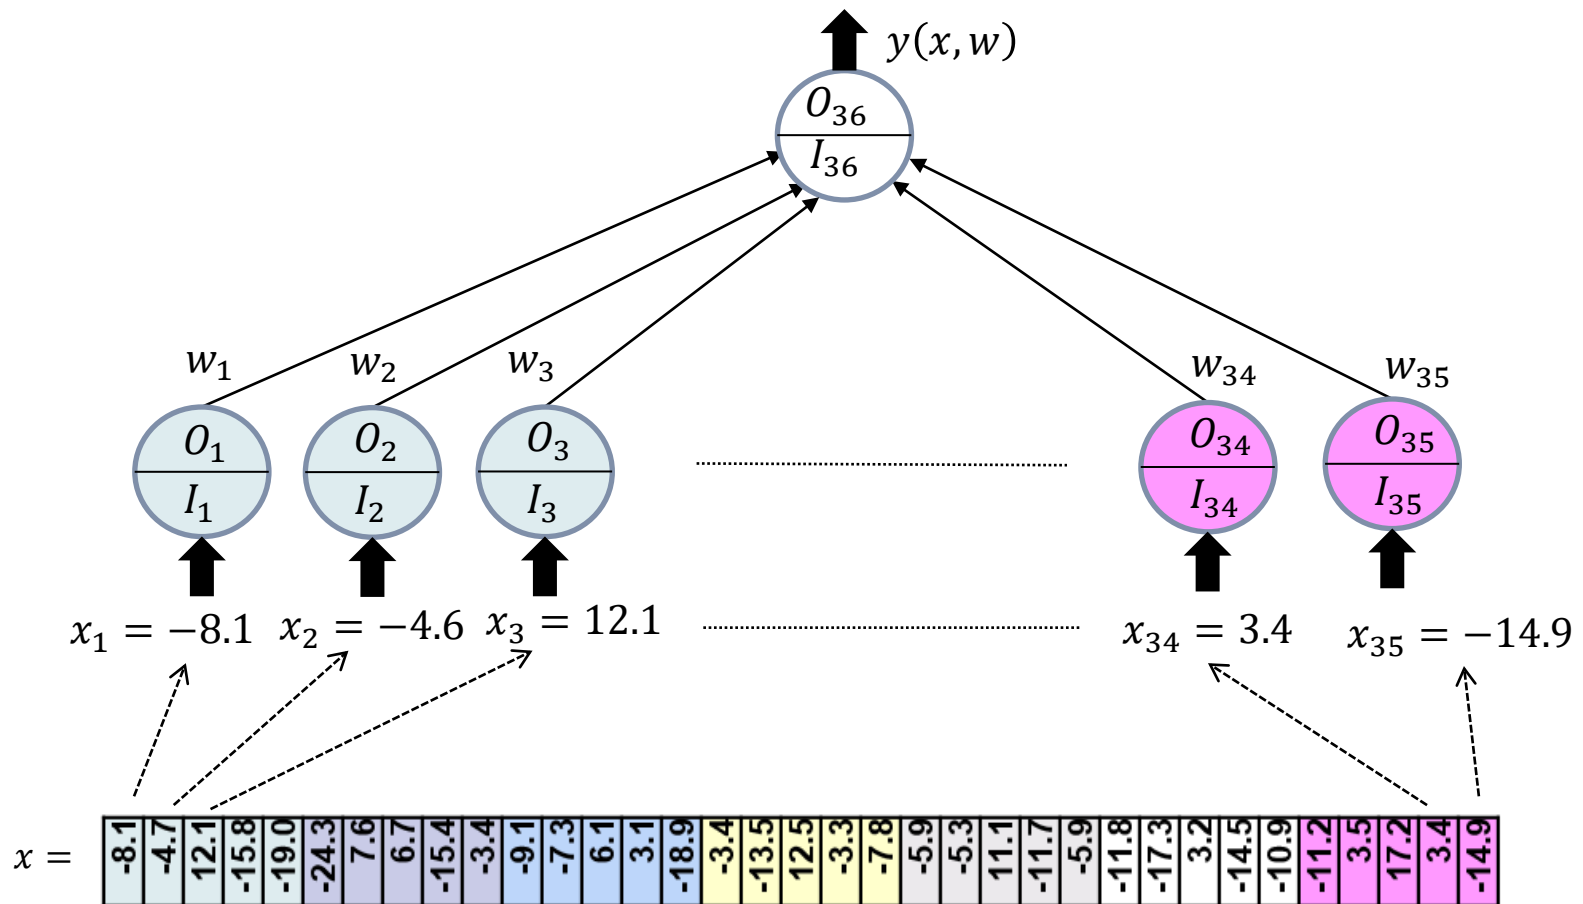 y(x, w)
O₃₆
I₃₆
w₁ w₂ w₃ w₃₄ w₃₅
O₁ O₂ O₃ O₃₄ O₃₅
I₁ I₂ I₃ I₃₄ I₃₅
x₁ = −8.1 x₂ = −4.6 x₃ = 12.1 x₃₄ = 3.4 x₃₅ = −14.9
x = -8.1 -4.7 12.1 -15.8 -19.0 -24.3 7.6 6.7 -15.4 -3.4 -9.1 -7.3 6.1 3.1 -18.9 -3.4 -13.5 12.5 -3.3 -7.8 -5.9 -5.3 11.1 -11.7 -5.9 -11.8 -17.3 3.2 -14.5 -10.9 -11.2 3.5 17.2 3.4 -14.9